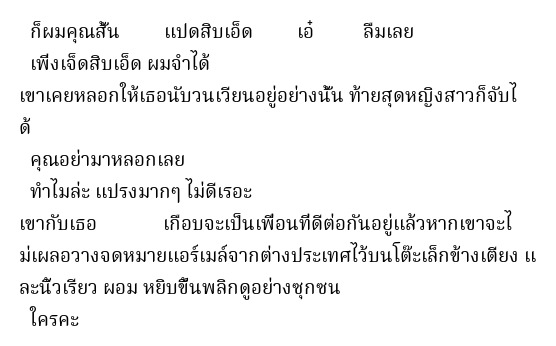 ก็ผมคุณสั้น แปดสิบเอ็ด เอ๋ ลืมเลย
เพิ่งเจ็ดสิบเอ็ด ผมจำได้
เขาเคยหลอกให้เธอนับวนเวียนอยู่อย่างนั้น ท้ายสุดหญิงสาวก็จับไ
ด้
คุณอย่ามาหลอกเลย
ทำไมล่ะ แปรงมากๆ ไม่ดีเรอะ
เขากับเธอ เกือบจะเป็นเพื่อนที่ดีต่อกันอยู่แล้วหากเขาจะไ
ม่เผลอวางจดหมายแอร์เมล์จากต่างประเทศไว้บนโต๊ะเล็กข้างเตียง แ
ละนิ้วเรียว ผอม หยิบขึ้นพลิกดูอย่างซุกซน
ใครคะ